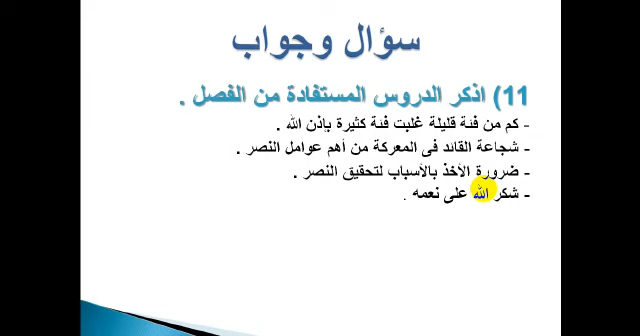 سؤال وجواب
11) اذكر الدروس المستفادة من الفصل .
- كم من فئة قليلة غلبت فئة كثيرة بإذن الله .
- شجاعة القائد فى المعركة من أهم عوامل النصر .
- ضرورة الأخذ بالأسباب لتحقيق النصر .
- شكر الله على نعمه .